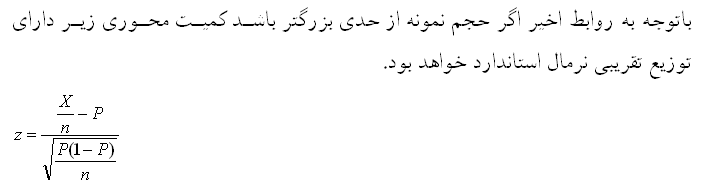 باتوجه به روابط اخیر اگر حجم نمونه از حدی بزرگتر باشد کمیت محوری زیر دارای
توزیع تقریبی نرمال استاندارد خواهد بود.
z = (X/n − P) / √(P(1 − P)/n)